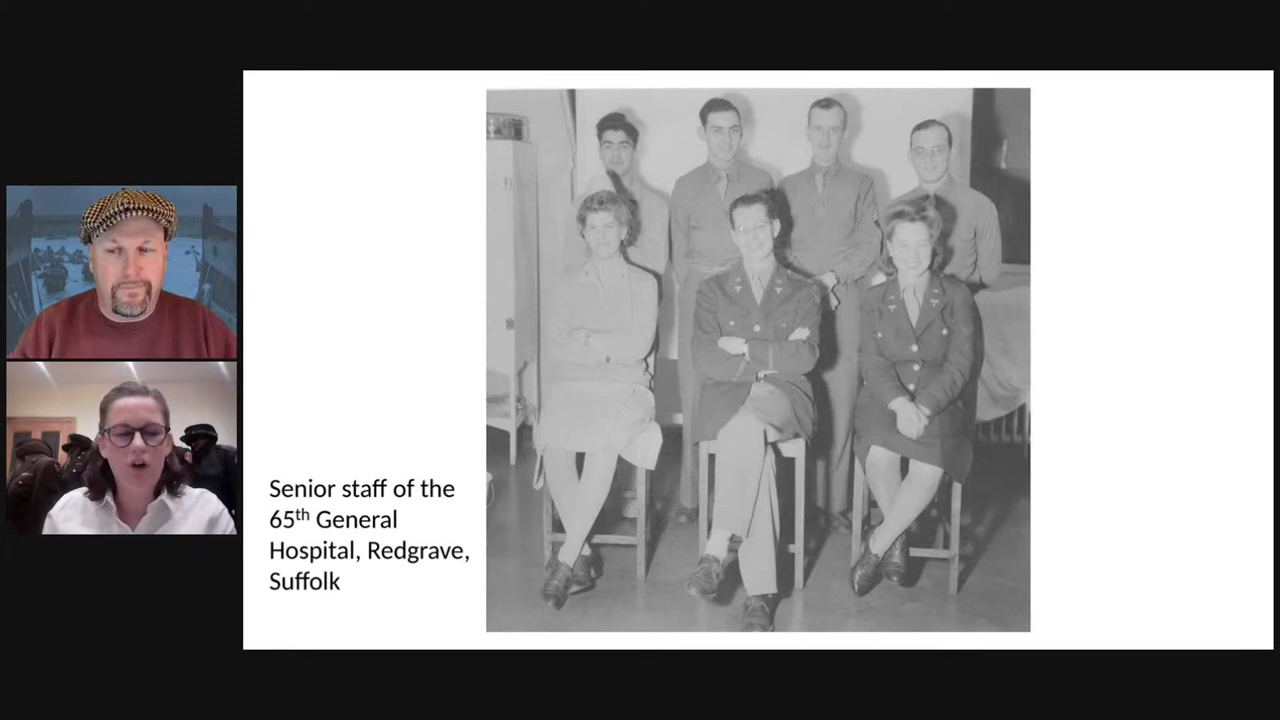 Senior staff of the
65th General
Hospital, Redgrave,
Suffolk